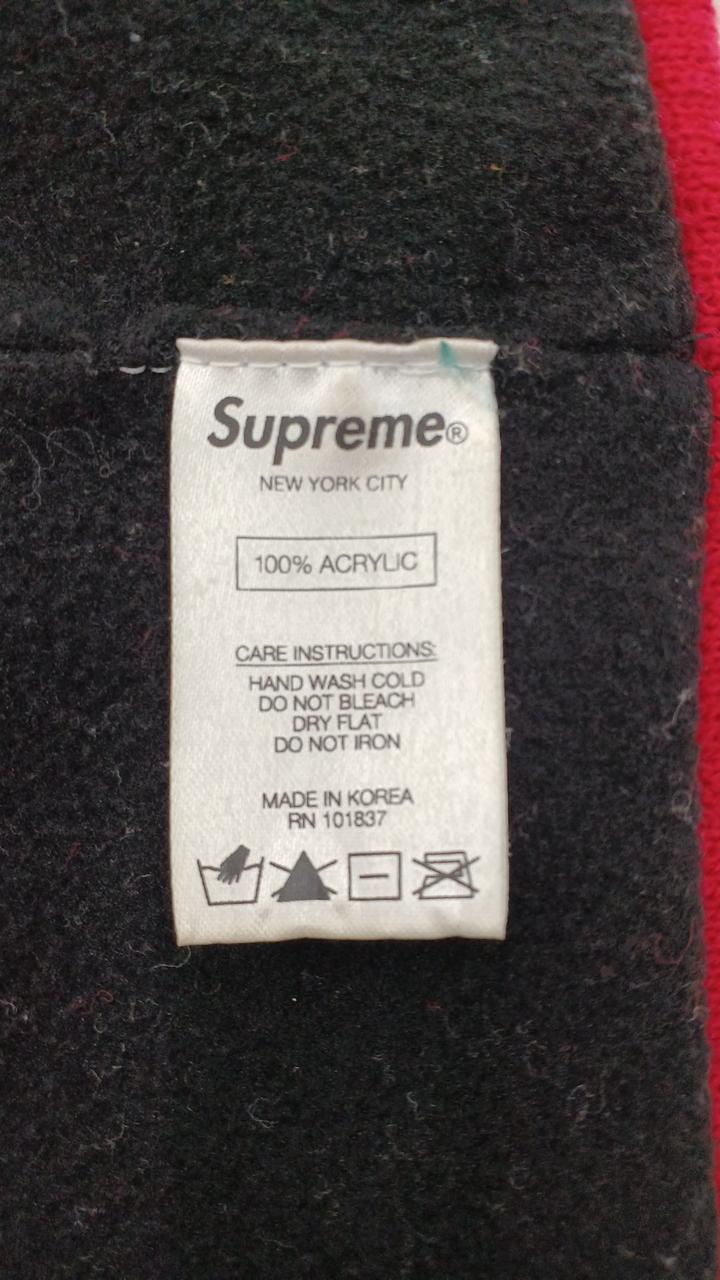 Supreme®
NEW YORK CITY
100% ACRYLIC
CARE INSTRUCTIONS:
HAND WASH COLD
DO NOT BLEACH
DRY FLAT
DO NOT IRON
MADE IN KOREA
RN 101837